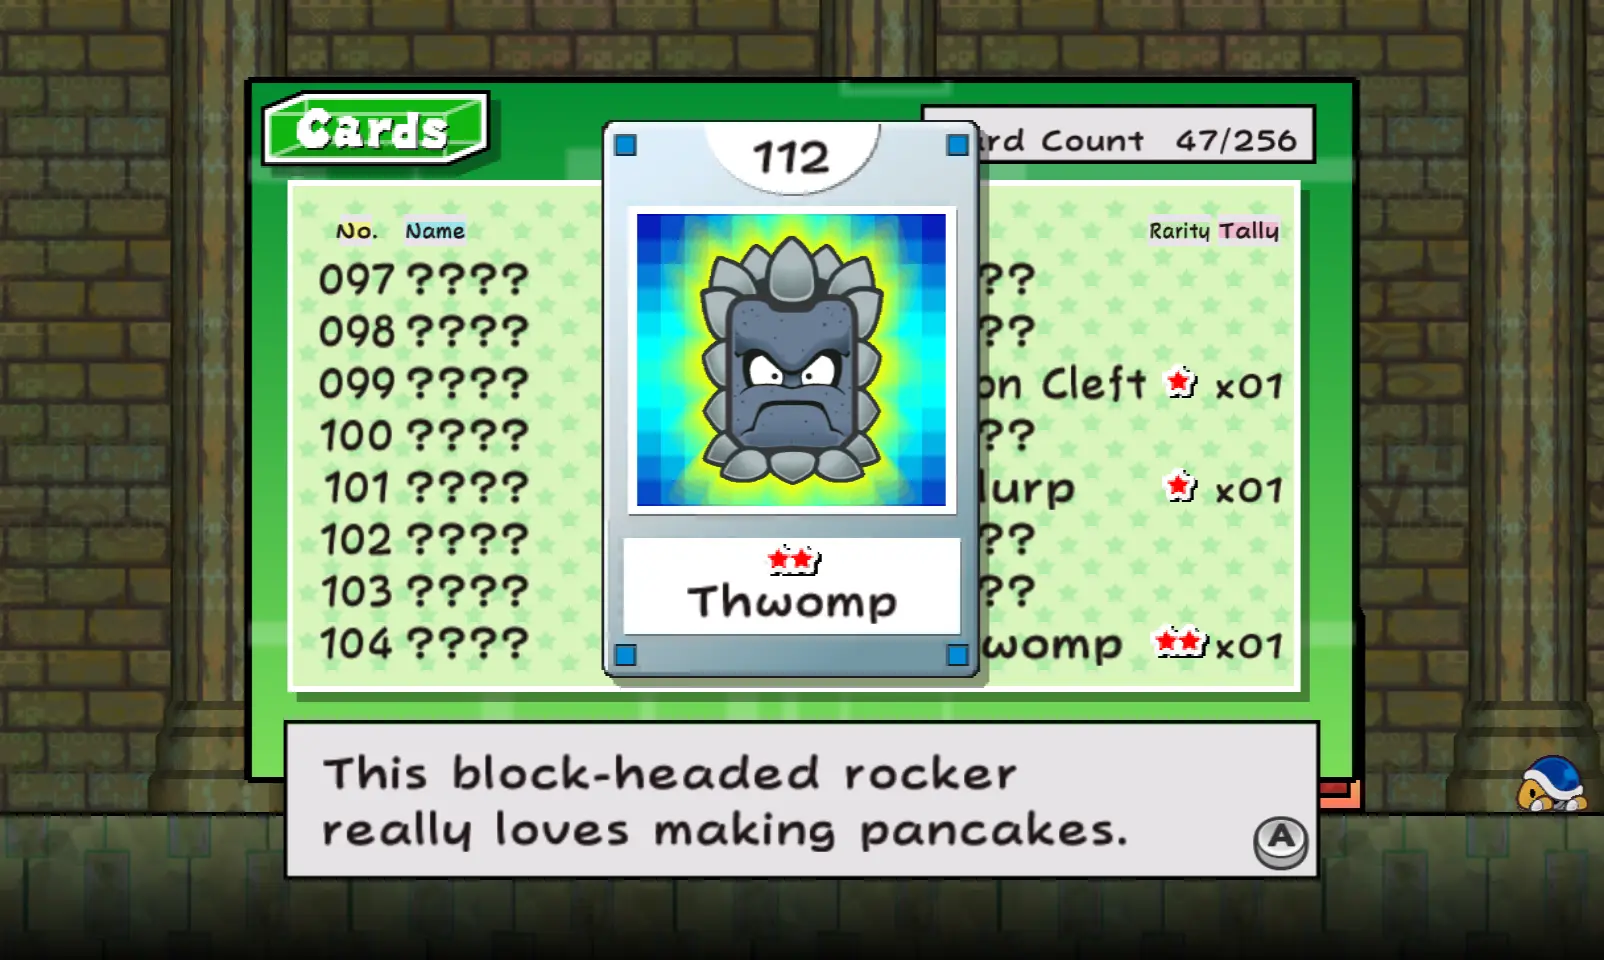 Cards
rd Count 47/256
112
No. Name
Rarity Tally
097 ????
??
098 ????
??
099 ????
on Cleft x01
100 ????
??
101 ????
lurp x01
102 ????
??
103 ????
??
104 ????
womp x01
Thwomp
This block-headed rocker
really loves making pancakes.
A